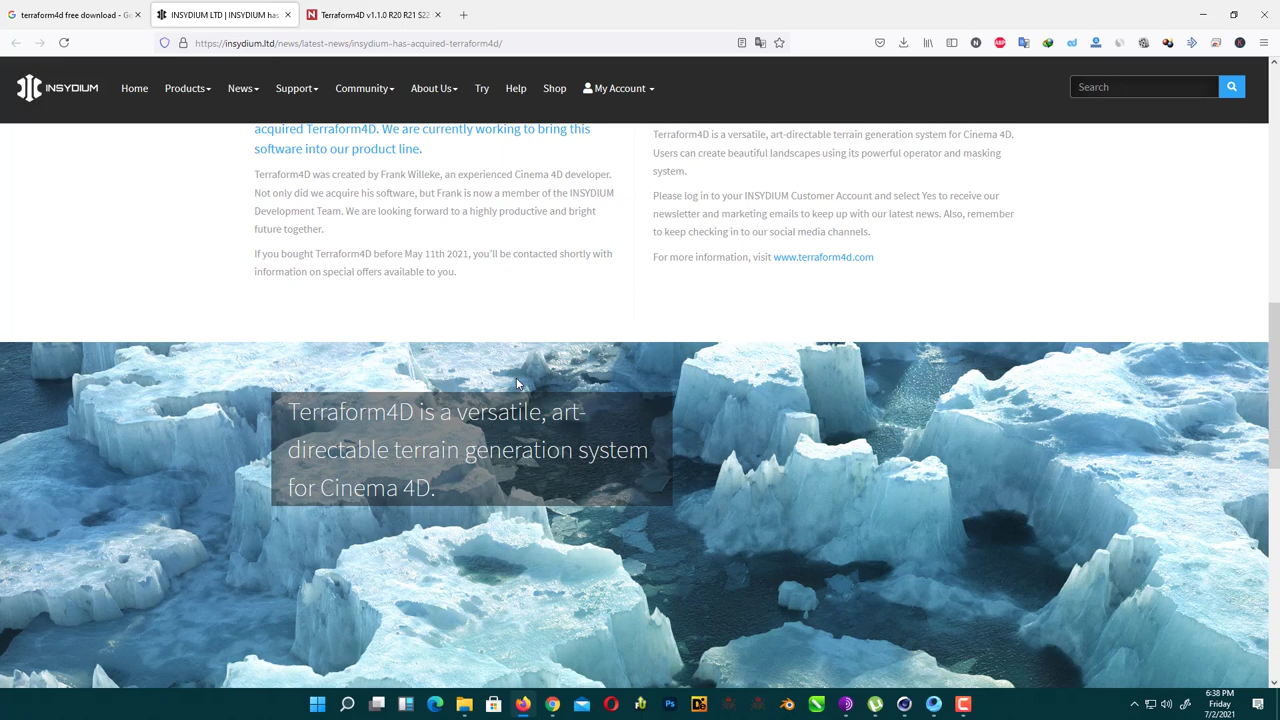 terraform4d free download - Go
INSYDIUM LTD | INSYDIUM has
Terraform4D v1.1.0 R20 R21 S22
https://insydium.ltd/news/latest-news/insydium-has-acquired-terraform4d/
INSYDIUM
Home
Products
News
Support
Community
About Us
Try
Help
Shop
My Account
Search
acquired Terraform4D. We are currently working to bring this
software into our product line.
Terraform4D was created by Frank Willeke, an experienced Cinema 4D developer.
Not only did we acquire his software, but Frank is now a member of the INSYDIUM
Development Team. We are looking forward to a highly productive and bright
future together.
If you bought Terraform4D before May 11th 2021, you'll be contacted shortly with
information on special offers available to you.
Terraform4D is a versatile, art-directable terrain generation system for Cinema 4D.
Users can create beautiful landscapes using its powerful operator and masking
system.
Please log in to your INSYDIUM Customer Account and select Yes to receive our
newsletter and marketing emails to keep up with our latest news. Also, remember
to keep checking in to our social media channels.
For more information, visit www.terraform4d.com
Terraform4D is a versatile, art-
directable terrain generation system
for Cinema 4D.
6:38 PM
Friday
7/2/2021